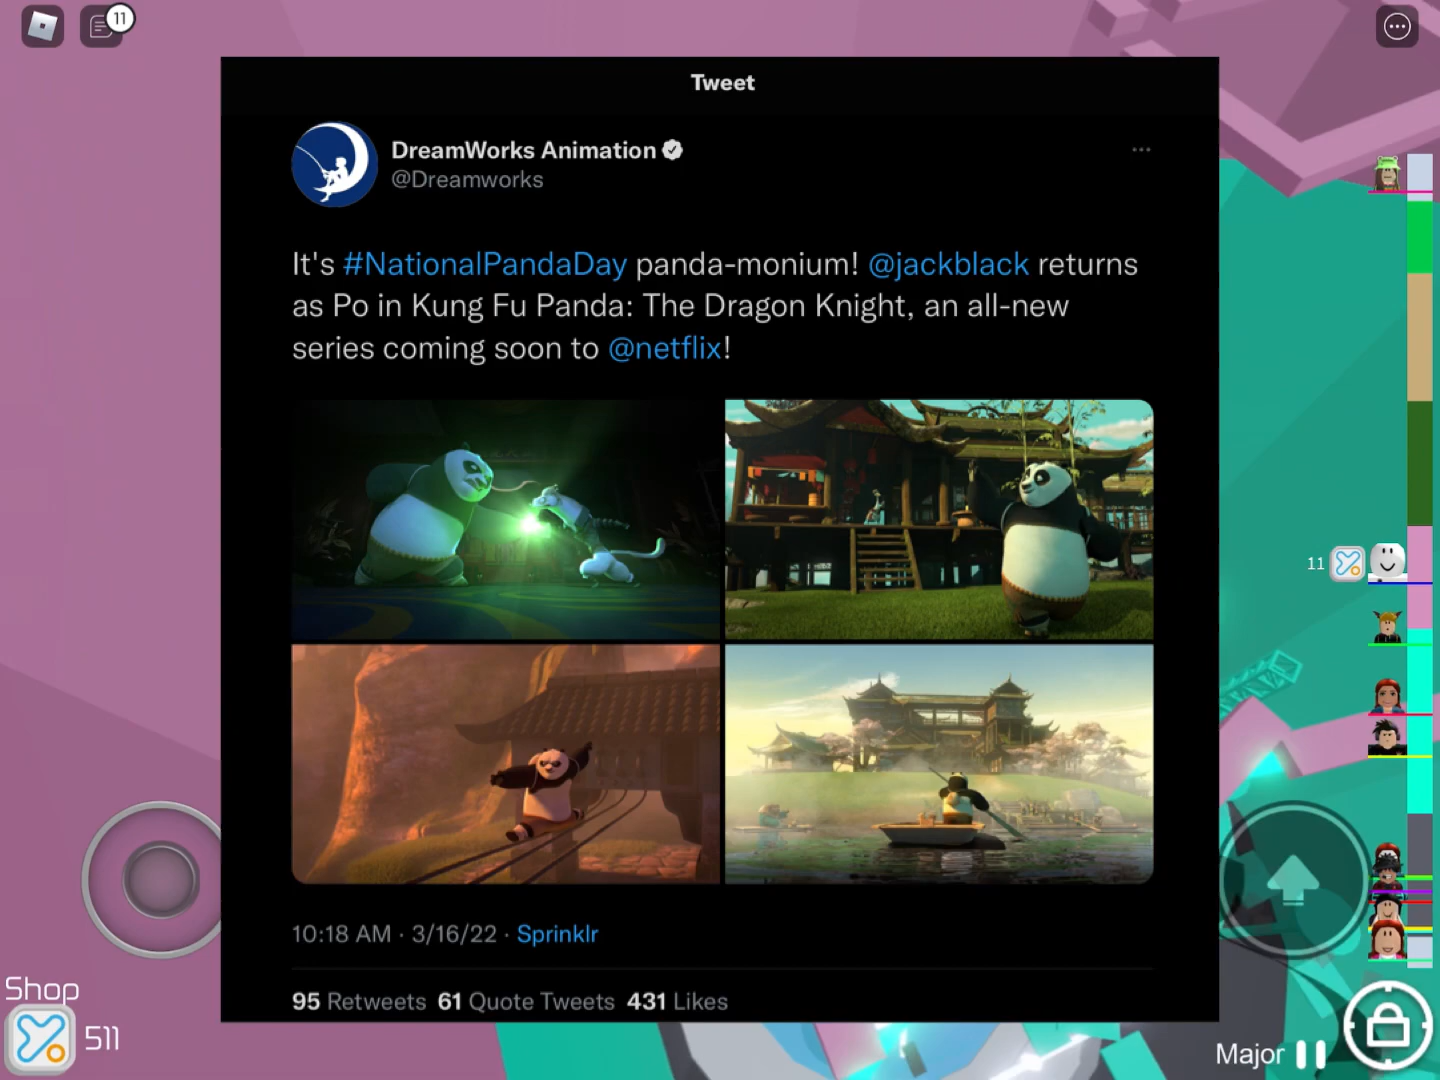 11
Tweet
DreamWorks Animation
@Dreamworks
It's #NationalPandaDay panda-monium! @jackblack returns
as Po in Kung Fu Panda: The Dragon Knight, an all-new
series coming soon to @netflix!
11
10:18 AM · 3/16/22 · Sprinklr
95 Retweets 61 Quote Tweets 431 Likes
Shop
511
Major